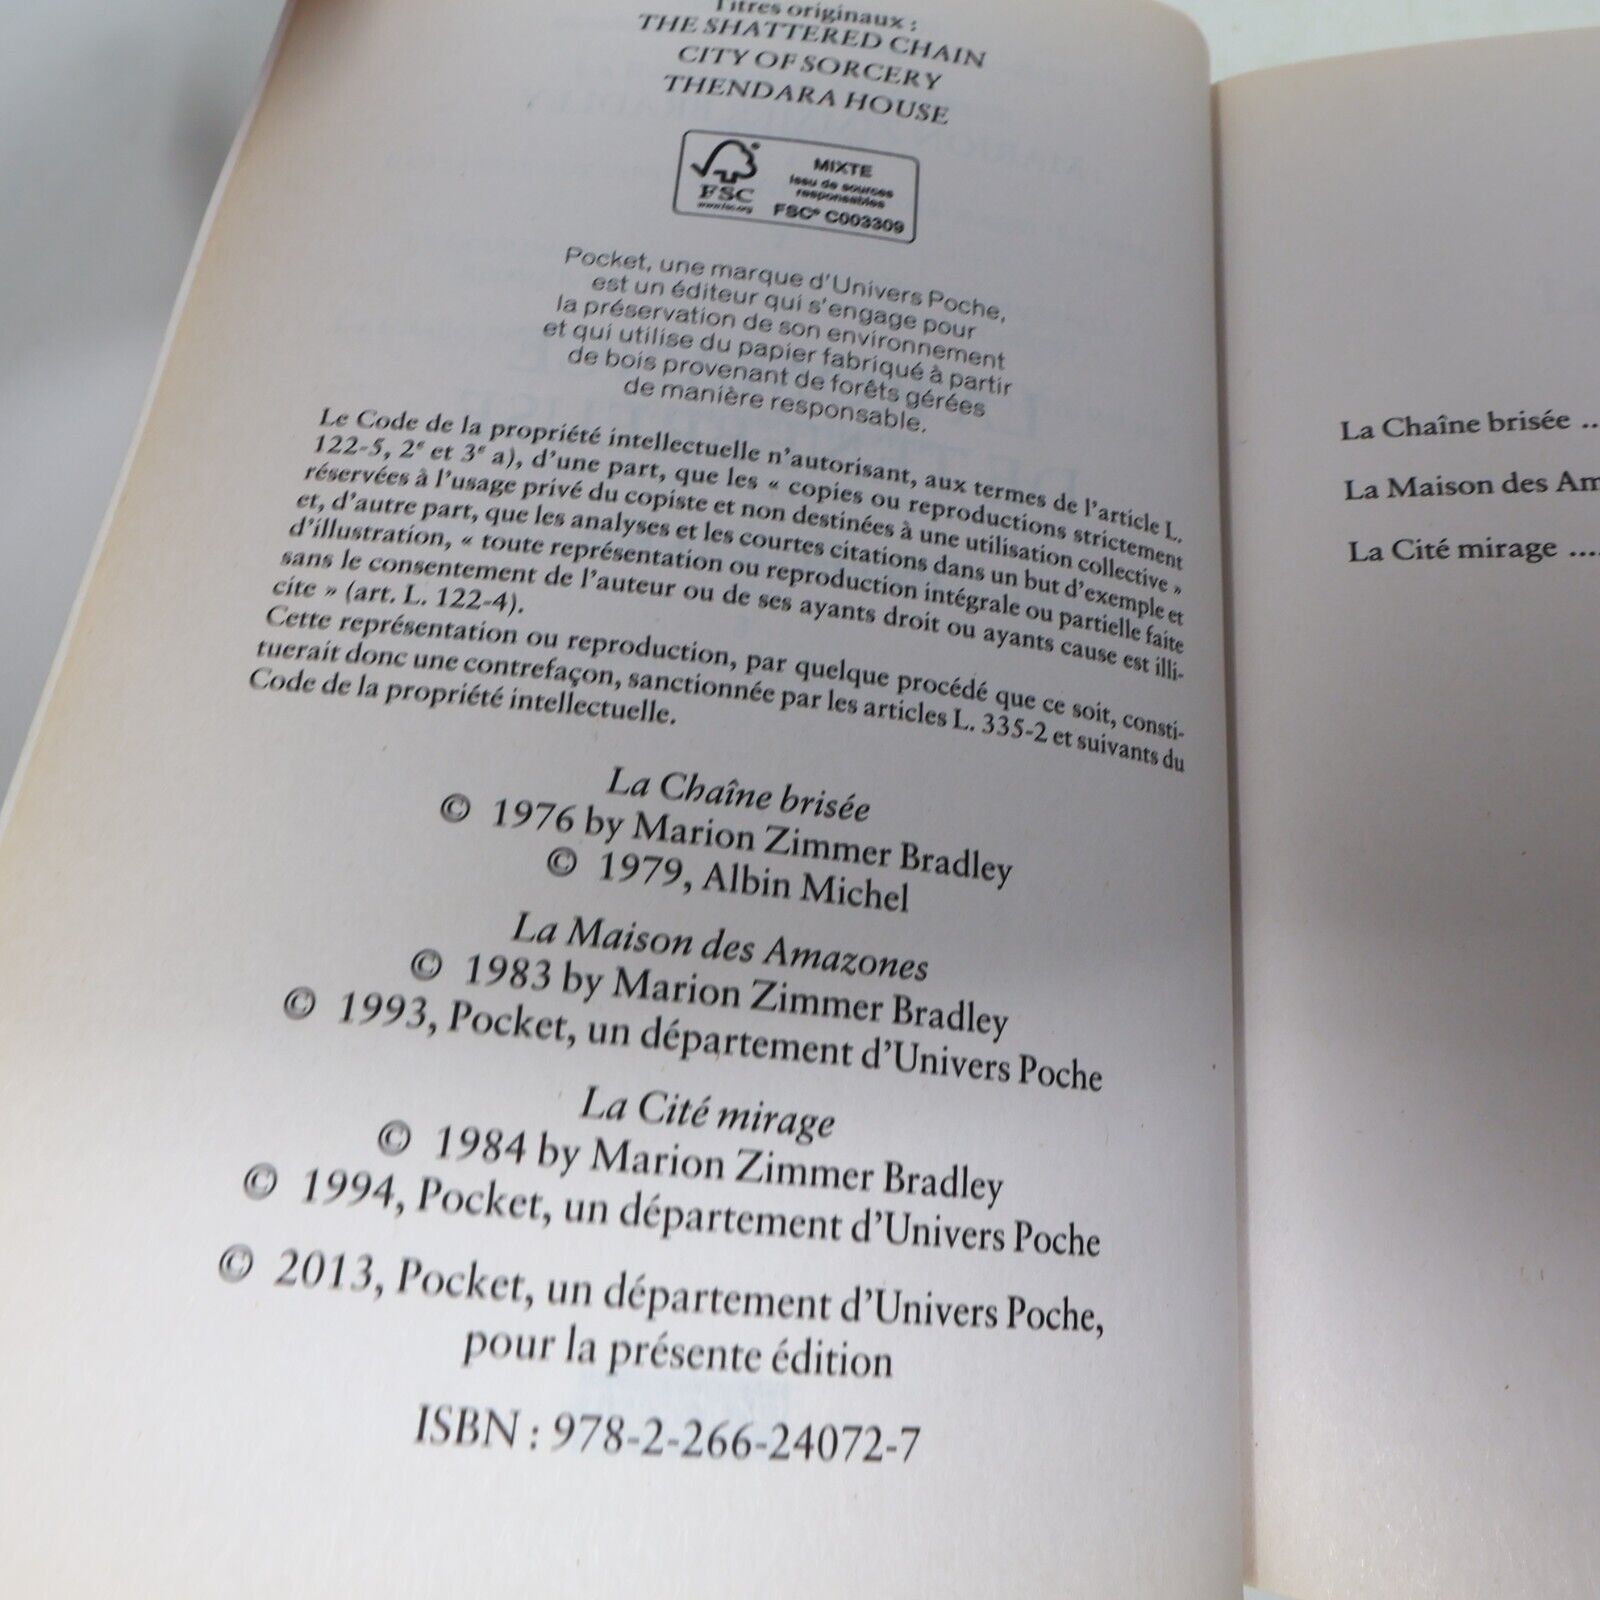 Titres originaux :
THE SHATTERED CHAIN
CITY OF SORCERY
THENDARA HOUSE
FSC
www.fsc.org
MIXTE
Issu de sources
responsables
FSC® C003309
Pocket, une marque d'Univers Poche,
est un éditeur qui s'engage pour
la préservation de son environnement
et qui utilise du papier fabriqué à partir
de bois provenant de forêts gérées
de manière responsable.
Le Code de la propriété intellectuelle n'autorisant, aux termes de l'article L.
122-5, 2e et 3e a), d'une part, que les « copies ou reproductions strictement
réservées à l'usage privé du copiste et non destinées à une utilisation collective »
et, d'autre part, que les analyses et les courtes citations dans un but d'exemple et
d'illustration, « toute représentation ou reproduction intégrale ou partielle faite
sans le consentement de l'auteur ou de ses ayants droit ou ayants cause est illi-
cite » (art. L. 122-4).
Cette représentation ou reproduction, par quelque procédé que ce soit, consti-
tuerait donc une contrefaçon, sanctionnée par les articles L. 335-2 et suivants du
Code de la propriété intellectuelle.
La Chaîne brisée
© 1976 by Marion Zimmer Bradley
© 1979, Albin Michel
La Maison des Amazones
© 1983 by Marion Zimmer Bradley
© 1993, Pocket, un département d'Univers Poche
La Cité mirage
© 1984 by Marion Zimmer Bradley
© 1994, Pocket, un département d'Univers Poche
© 2013, Pocket, un département d'Univers Poche,
pour la présente édition
ISBN : 978-2-266-24072-7
La Chaîne brisée ..
La Maison des Am
La Cité mirage ....